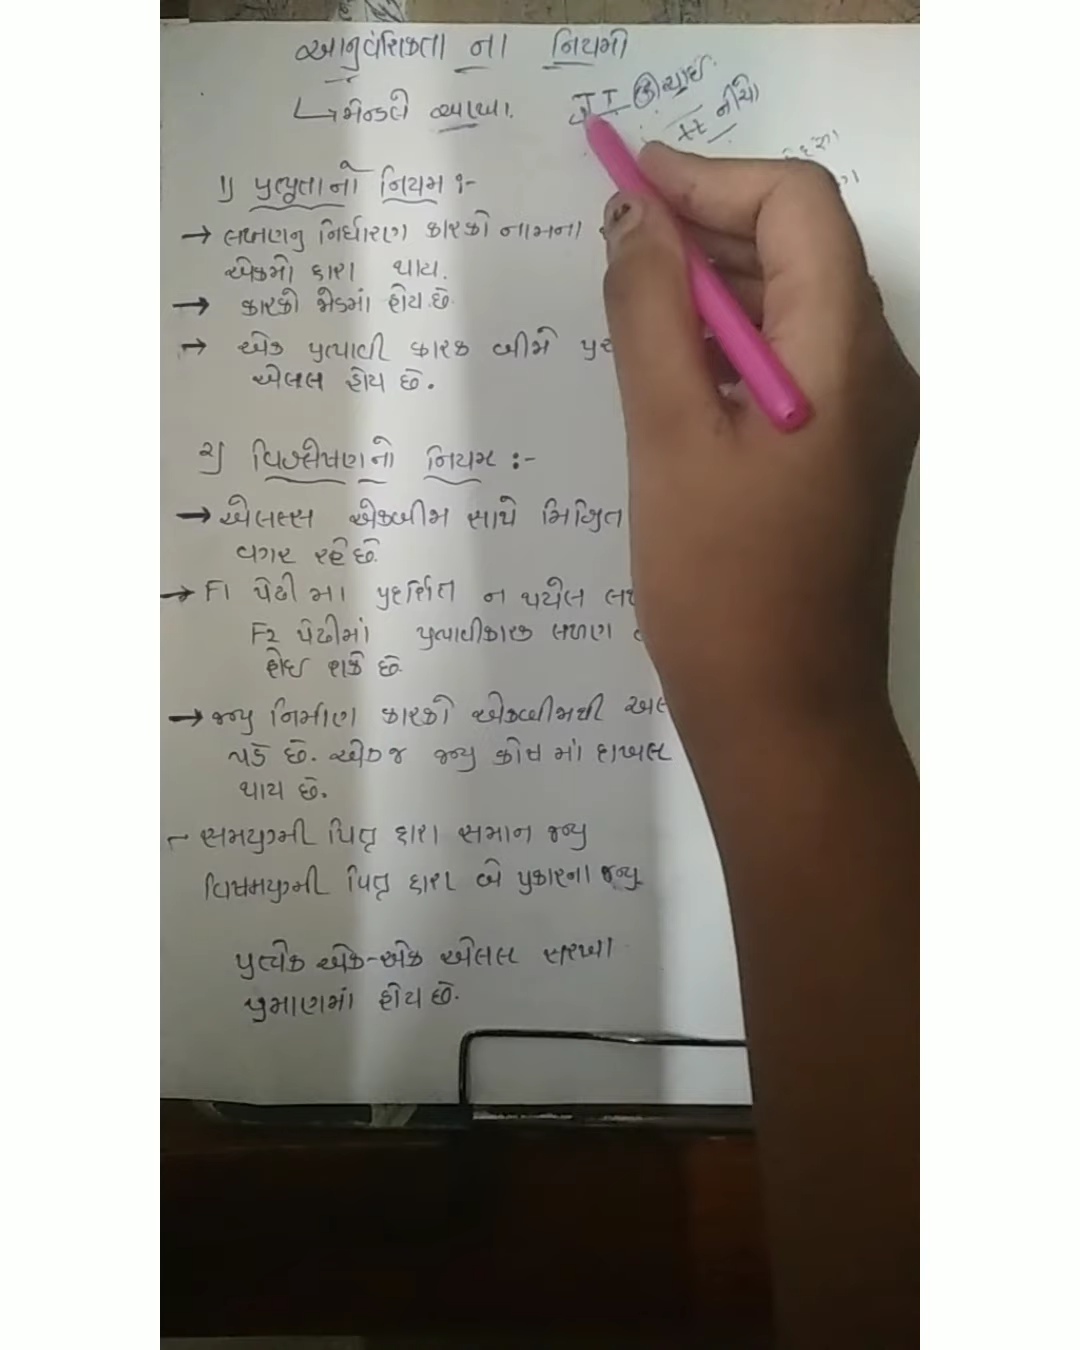 આનુવંશિકતા ના નિયમો
મેન્ડલે આપ્યા.
TT ઊંચાઈ
tt નીચો
1) પ્રભુતાનો નિયમ :-
→ લક્ષણનુ નિર્ધારણ કારકો નામના
એકમો દ્વારા થાય.
→ કારકો જોડમાં હોય છે.
→ એક પ્રભાવી કારક બીજો
એલલ હોય છે.
૨) વિશ્લેષણનો નિયમ :-
→ એલલ્સ એકબીજા સાથે મિશ્રિત
વગર રહે છે.
→ F1 પેઢી મા પ્રદર્શિત ન થયેલ
F2 પેઢીમાં પ્રભાવીકારક લક્ષણ
હોઈ શકે છે.
→ જન્યુ નિર્માણ કારકો એકબીજાથી
પડે છે. એક જ જન્યુ કોષ માં દાખલ
થાય છે.
સમયુગ્મી પિતૃ દ્વારા સમાન જન્યુ
વિષમયુગ્મી પિતૃ દ્વારા બે પ્રકારના જન્યુ
પ્રત્યેક એક-એક એલલ સરખા
પ્રમાણમાં હોય છે.